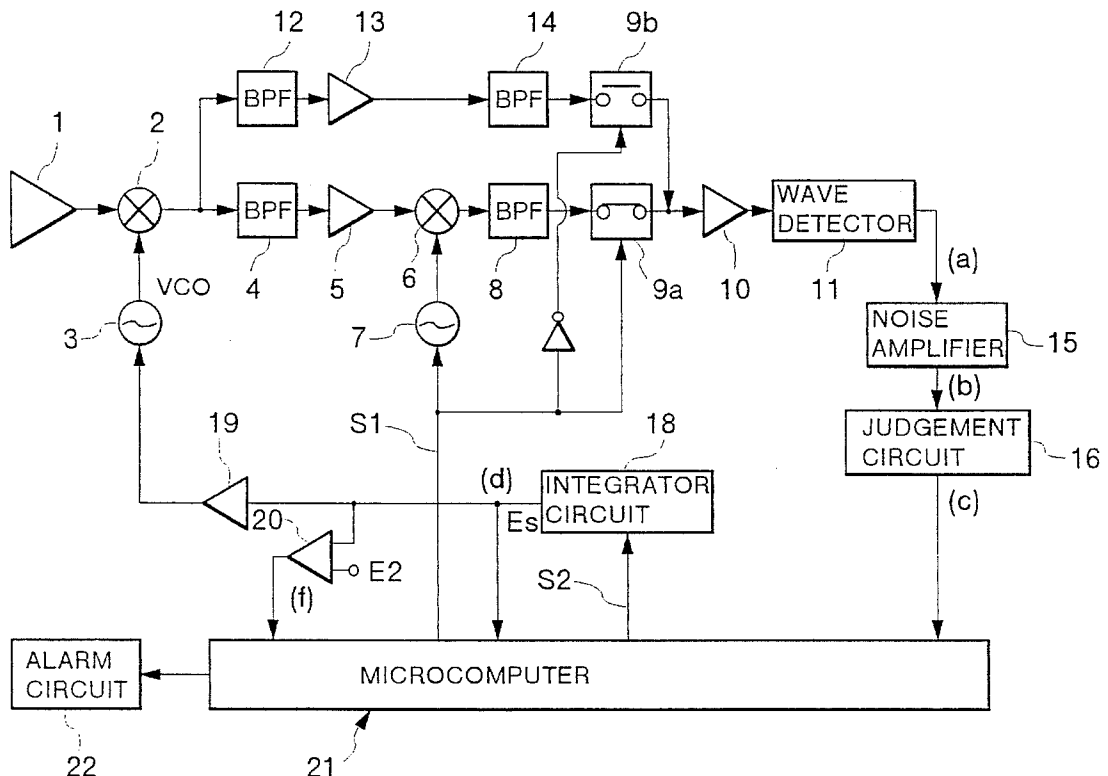 12
13
14
9b
1
2
BPF
BPF
BPF
BPF
WAVE
DETECTOR
4
5
6
8
9a
10
11
(a)
VCO
3
7
NOISE
AMPLIFIER
15
(b)
S1
19
18
JUDGEMENT
CIRCUIT
16
(d)
INTEGRATOR
CIRCUIT
Es
(c)
20
E2
(f)
S2
ALARM
CIRCUIT
MICROCOMPUTER
22
21